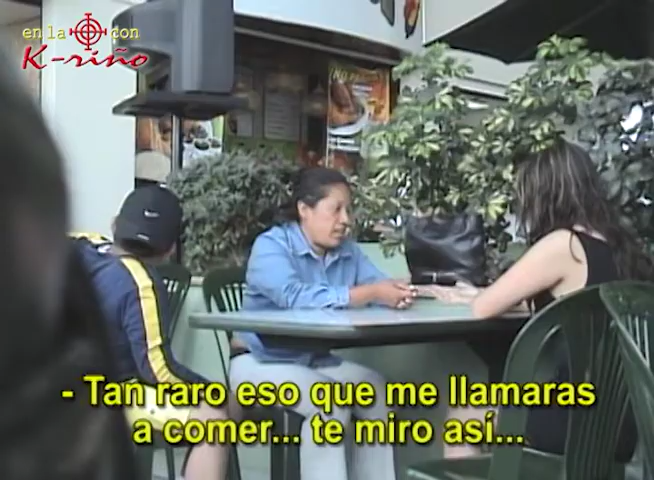 en la con
K-riño
- Tan raro eso que me llamaras
a comer... te miro así...